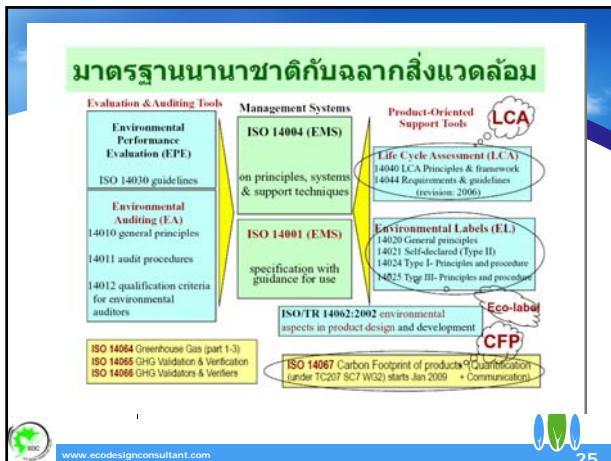 มาตรฐานนานาชาติกับฉลากสิ่งแวดล้อม
Evaluation &Auditing Tools
Environmental
Performance
Evaluation (EPE)
ISO 14030 guidelines
Environmental
Auditing (EA)
14010 general principles
14011 audit procedures
14012 qualification criteria
for environmental
auditors
Management Systems
ISO 14004 (EMS)
on principles, systems
& support techniques
ISO 14001 (EMS)
specification with
guidance for use
Product-Oriented
Support Tools
LCA
Life Cycle Assessment (LCA)
14040 LCA Principles & framework
14044 Requirements & guidelines
(revision: 2006)
Environmental Labels (EL)
14020 General principles
14021 Self-declared (Type II)
14024 Type I- Principles and procedure
14025 Type III- Principles and procedure
Eco-label
ISO/TR 14062:2002 environmental
aspects in product design and development
CFP
ISO 14064 Greenhouse Gas (part 1-3)
ISO 14065 GHG Validation & Verification
ISO 14066 GHG Validators & Verifiers
ISO 14067 Carbon Footprint of products (Quantification
(under TC207 SC7 WG2) starts Jan 2009 + Communication)
EDC
www.ecodesignconsultant.com
25